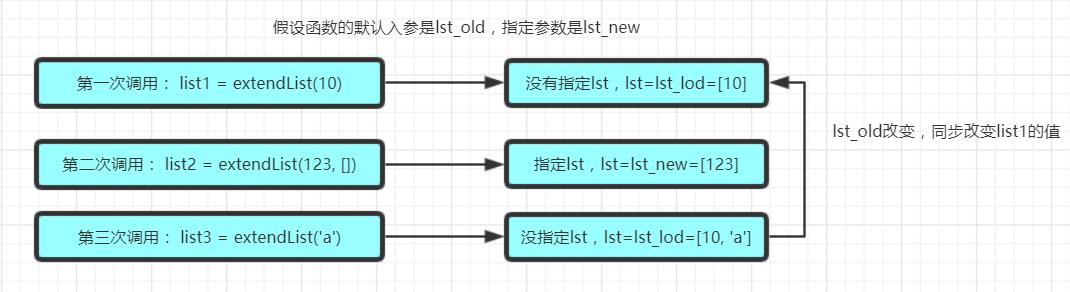 假设函数的默认入参是lst_old，指定参数是lst_new
第一次调用： list1 = extendList(10)
没有指定lst，lst=lst_lod=[10]
lst_old改变，同步改变list1的值
第二次调用： list2 = extendList(123, [])
指定lst，lst=lst_new=[123]
第三次调用： list3 = extendList('a')
没指定lst，lst=lst_lod=[10, 'a']